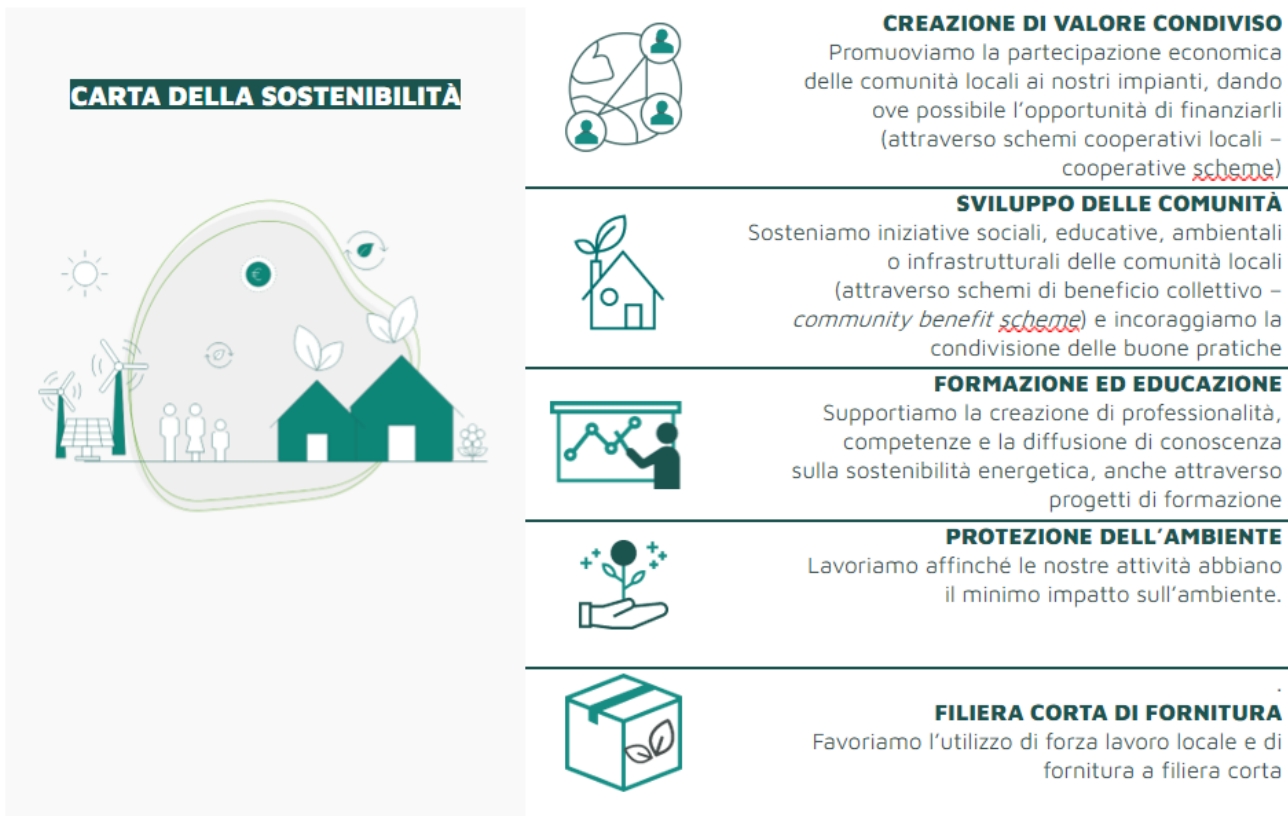 CARTA DELLA SOSTENIBILITÀ
€
CREAZIONE DI VALORE CONDIVISO
Promuoviamo la partecipazione economica
delle comunità locali ai nostri impianti, dando
ove possibile l'opportunità di finanziarli
(attraverso schemi cooperativi locali –
cooperative scheme)
SVILUPPO DELLE COMUNITÀ
Sosteniamo iniziative sociali, educative, ambientali
o infrastrutturali delle comunità locali
(attraverso schemi di beneficio collettivo –
community benefit scheme) e incoraggiamo la
condivisione delle buone pratiche
FORMAZIONE ED EDUCAZIONE
Supportiamo la creazione di professionalità,
competenze e la diffusione di conoscenza
sulla sostenibilità energetica, anche attraverso
progetti di formazione
PROTEZIONE DELL'AMBIENTE
Lavoriamo affinché le nostre attività abbiano
il minimo impatto sull'ambiente.
.
FILIERA CORTA DI FORNITURA
Favoriamo l'utilizzo di forza lavoro locale e di
fornitura a filiera corta